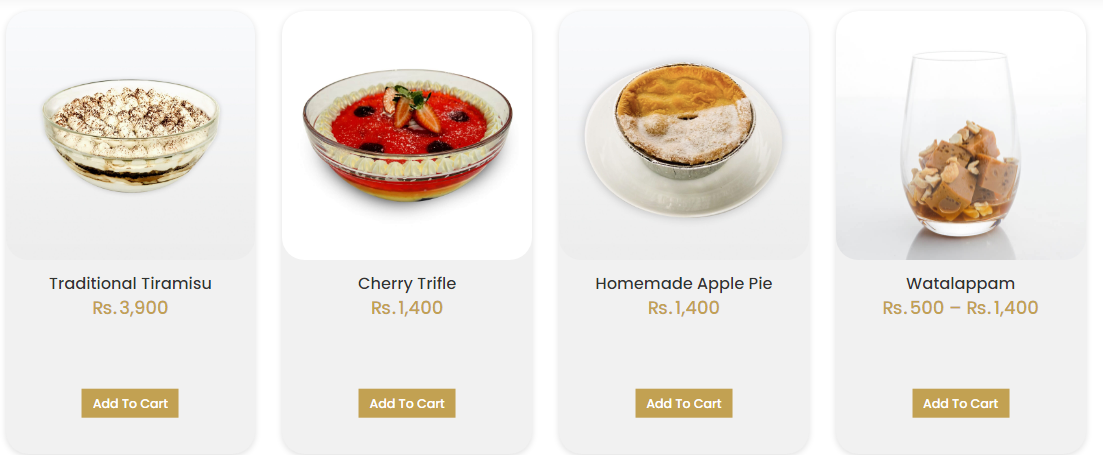 Traditional Tiramisu
Rs.3,900
Add To Cart
Cherry Trifle
Rs.1,400
Add To Cart
Homemade Apple Pie
Rs.1,400
Add To Cart
Watalappam
Rs.500 – Rs.1,400
Add To Cart